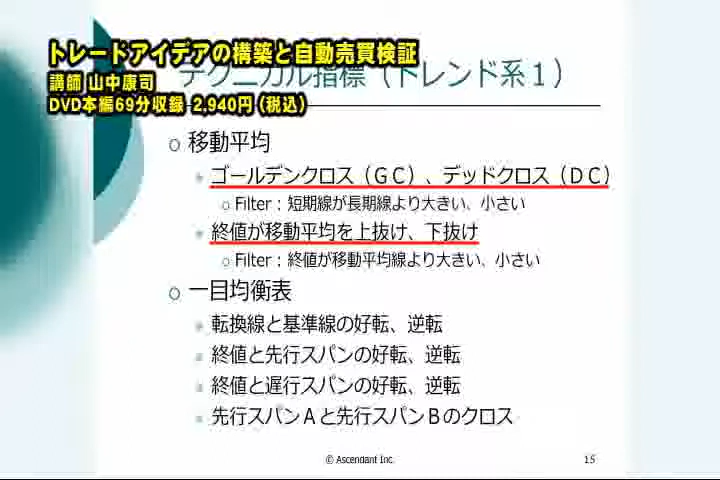 トレードアイデアの構築と自動売買検証
講師 山中康司
DVD本編69分収録 2,940円(税込)
テクニカル指標(トレンド系1)
移動平均
ゴールデンクロス(GC)、デッドクロス(DC)
Filter:短期線が長期線より大きい、小さい
終値が移動平均を上抜け、下抜け
Filter:終値が移動平均線より大きい、小さい
一目均衡表
転換線と基準線の好転、逆転
終値と先行スパンの好転、逆転
終値と遅行スパンの好転、逆転
先行スパンAと先行スパンBのクロス
© Ascendant Inc.
15